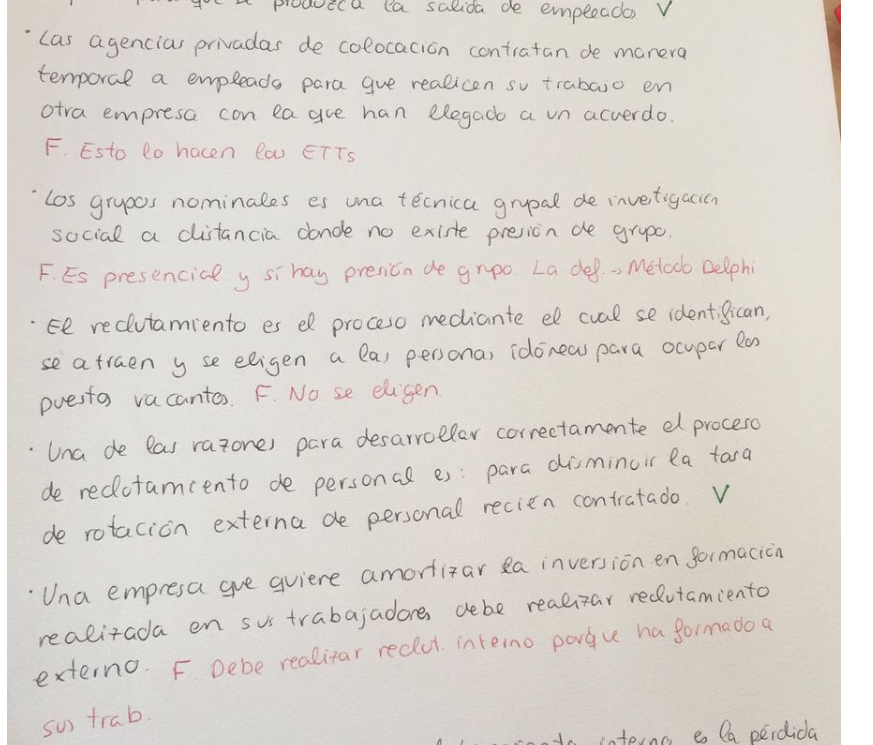 que se produzca la salida de empleados V
· Las agencias privadas de colocación contratan de manera
temporal a empleados para que realicen su trabajo en
otra empresa con la que han llegado a un acuerdo.
F. Esto lo hacen las ETTs
· Los grupos nominales es una técnica grupal de investigación
social a distancia donde no existe presión de grupo.
F. Es presencial y sí hay presión de grupo. La def. → Método Delphi
· El reclutamiento es el proceso mediante el cual se identifican,
se atraen y se eligen a las personas idóneas para ocupar los
puestos vacantes. F. No se eligen
· Una de las razones para desarrollar correctamente el proceso
de reclutamiento de personal es: para disminuir la tasa
de rotación externa de personal recién contratado. V
· Una empresa que quiere amortizar la inversión en formación
realizada en sus trabajadores debe realizar reclutamiento
externo. F Debe realizar reclut. interno porque ha formado a
sus trab.
interno es la pérdida